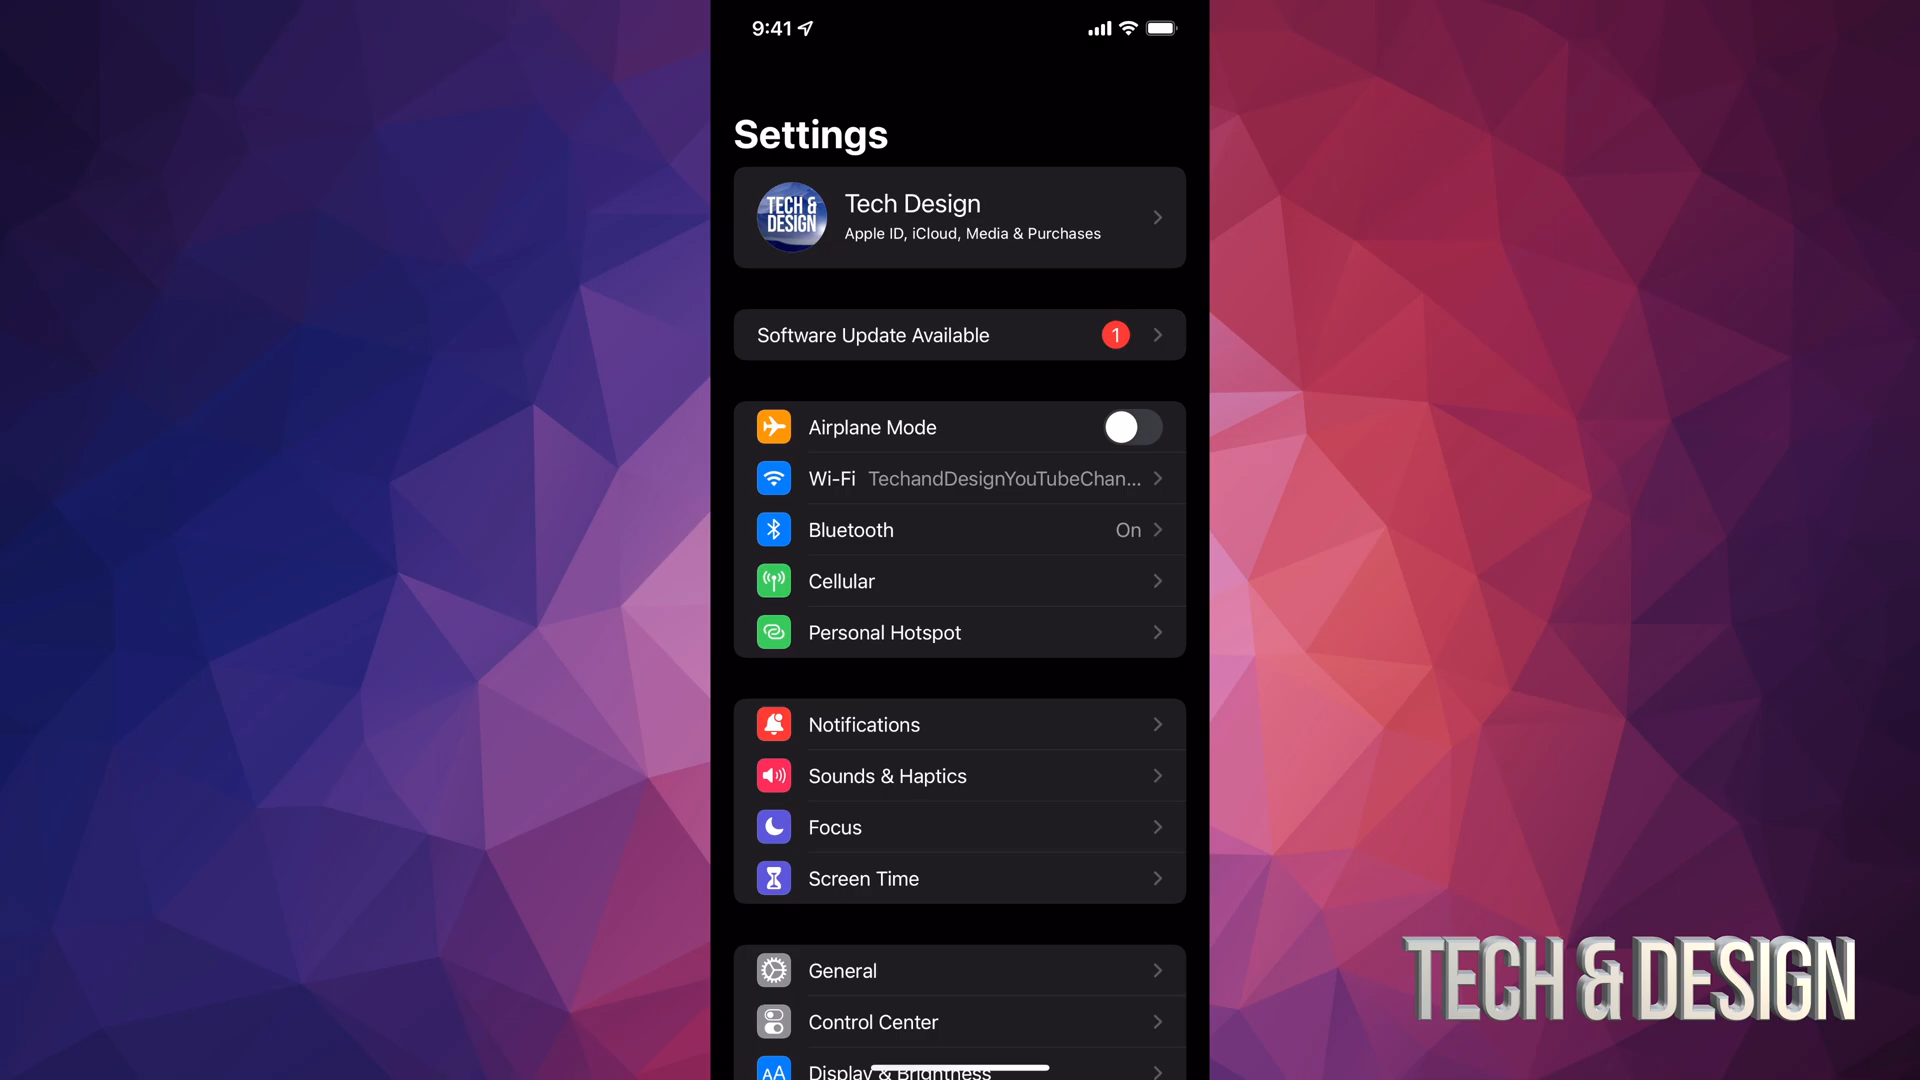 9:41
Settings
TECH &
DESIGN
Tech Design
Apple ID, iCloud, Media & Purchases
Software Update Available 1
Airplane Mode
Wi-Fi TechandDesignYouTubeChan...
Bluetooth On
Cellular
Personal Hotspot
Notifications
Sounds & Haptics
Focus
Screen Time
General
Control Center
AA Display & Brightness
TECH & DESIGN